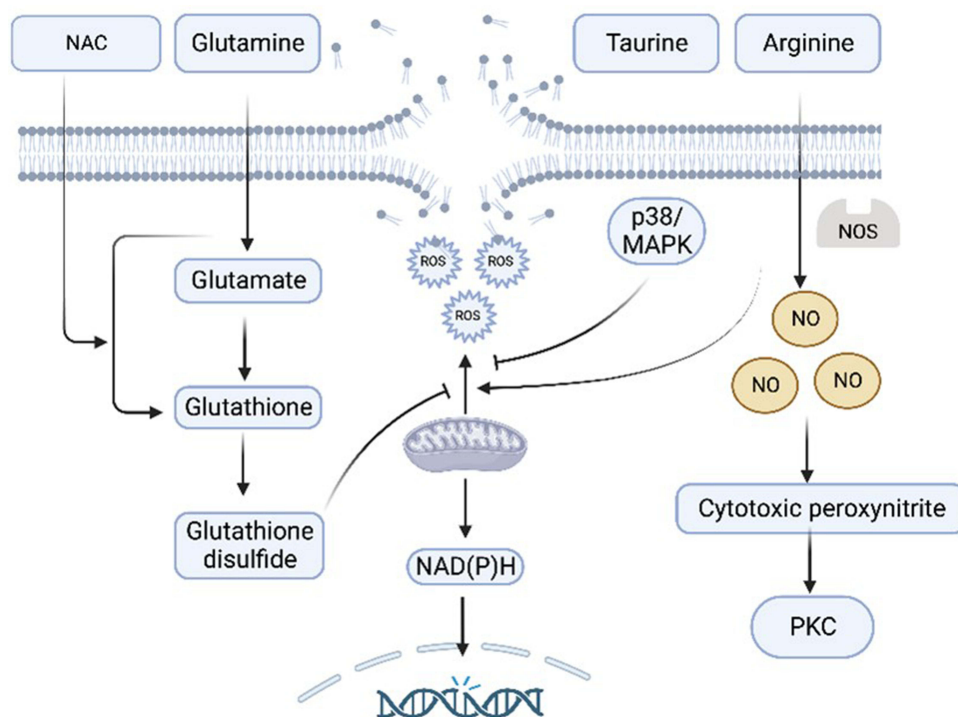 NAC
Glutamine
Taurine
Arginine
p38/
MAPK
NOS
ROS
ROS
ROS
Glutamate
NO
NO
NO
Glutathione
Glutathione
disulfide
Cytotoxic peroxynitrite
NAD(P)H
PKC